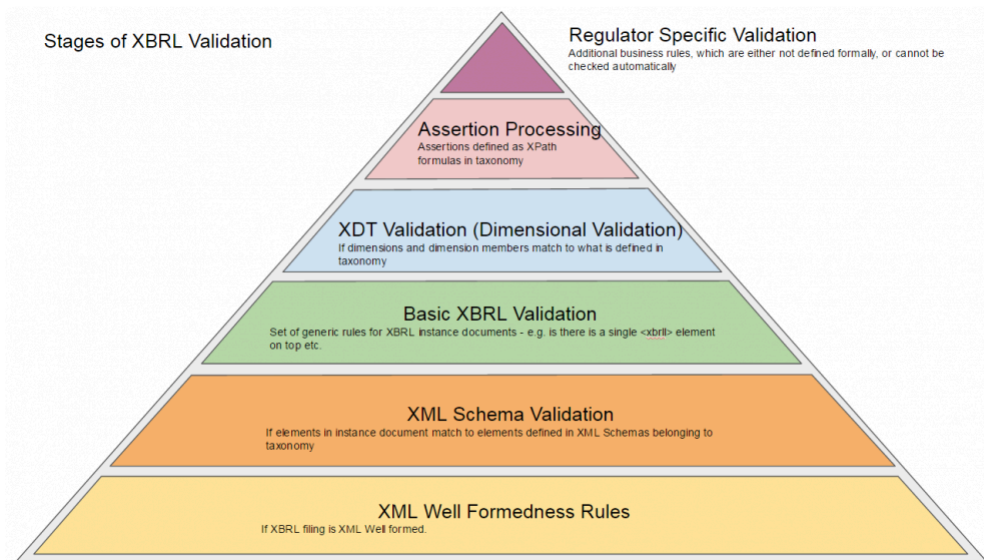 Stages of XBRL Validation
Regulator Specific Validation
Additional business rules, which are either not defined formally, or cannot be
checked automatically
Assertion Processing
Assertions defined as XPath
formulas in taxonomy
XDT Validation (Dimensional Validation)
If dimensions and dimension members match to what is defined in
taxonomy
Basic XBRL Validation
Set of generic rules for XBRL instance documents - e.g. is there is a single <xbrll> element
on top etc.
XML Schema Validation
If elements in instance document match to elements defined in XML Schemas belonging to
taxonomy
XML Well Formedness Rules
If XBRL filing is XML Well formed.